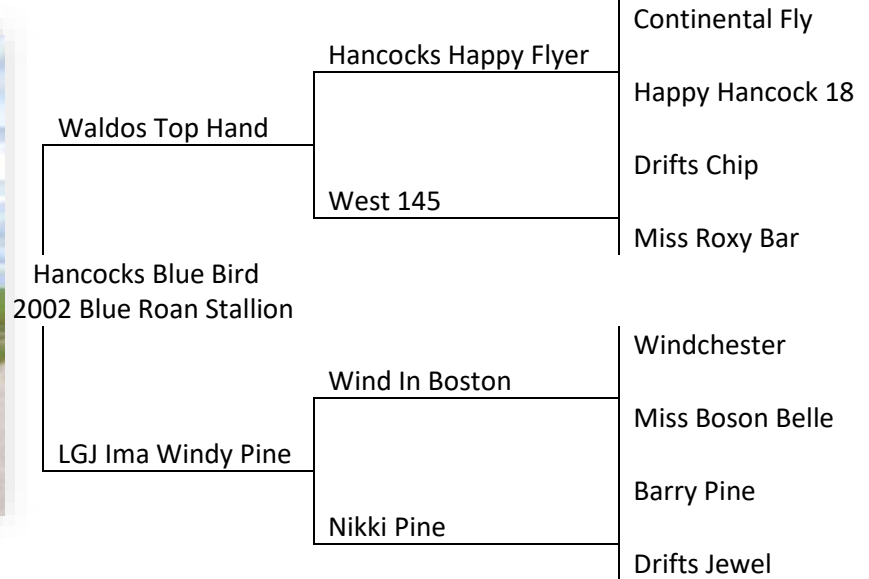 Continental Fly
Hancocks Happy Flyer
Happy Hancock 18
Waldos Top Hand
Drifts Chip
West 145
Miss Roxy Bar
Hancocks Blue Bird
2002 Blue Roan Stallion
Windchester
Wind In Boston
Miss Boson Belle
LGJ Ima Windy Pine
Barry Pine
Nikki Pine
Drifts Jewel